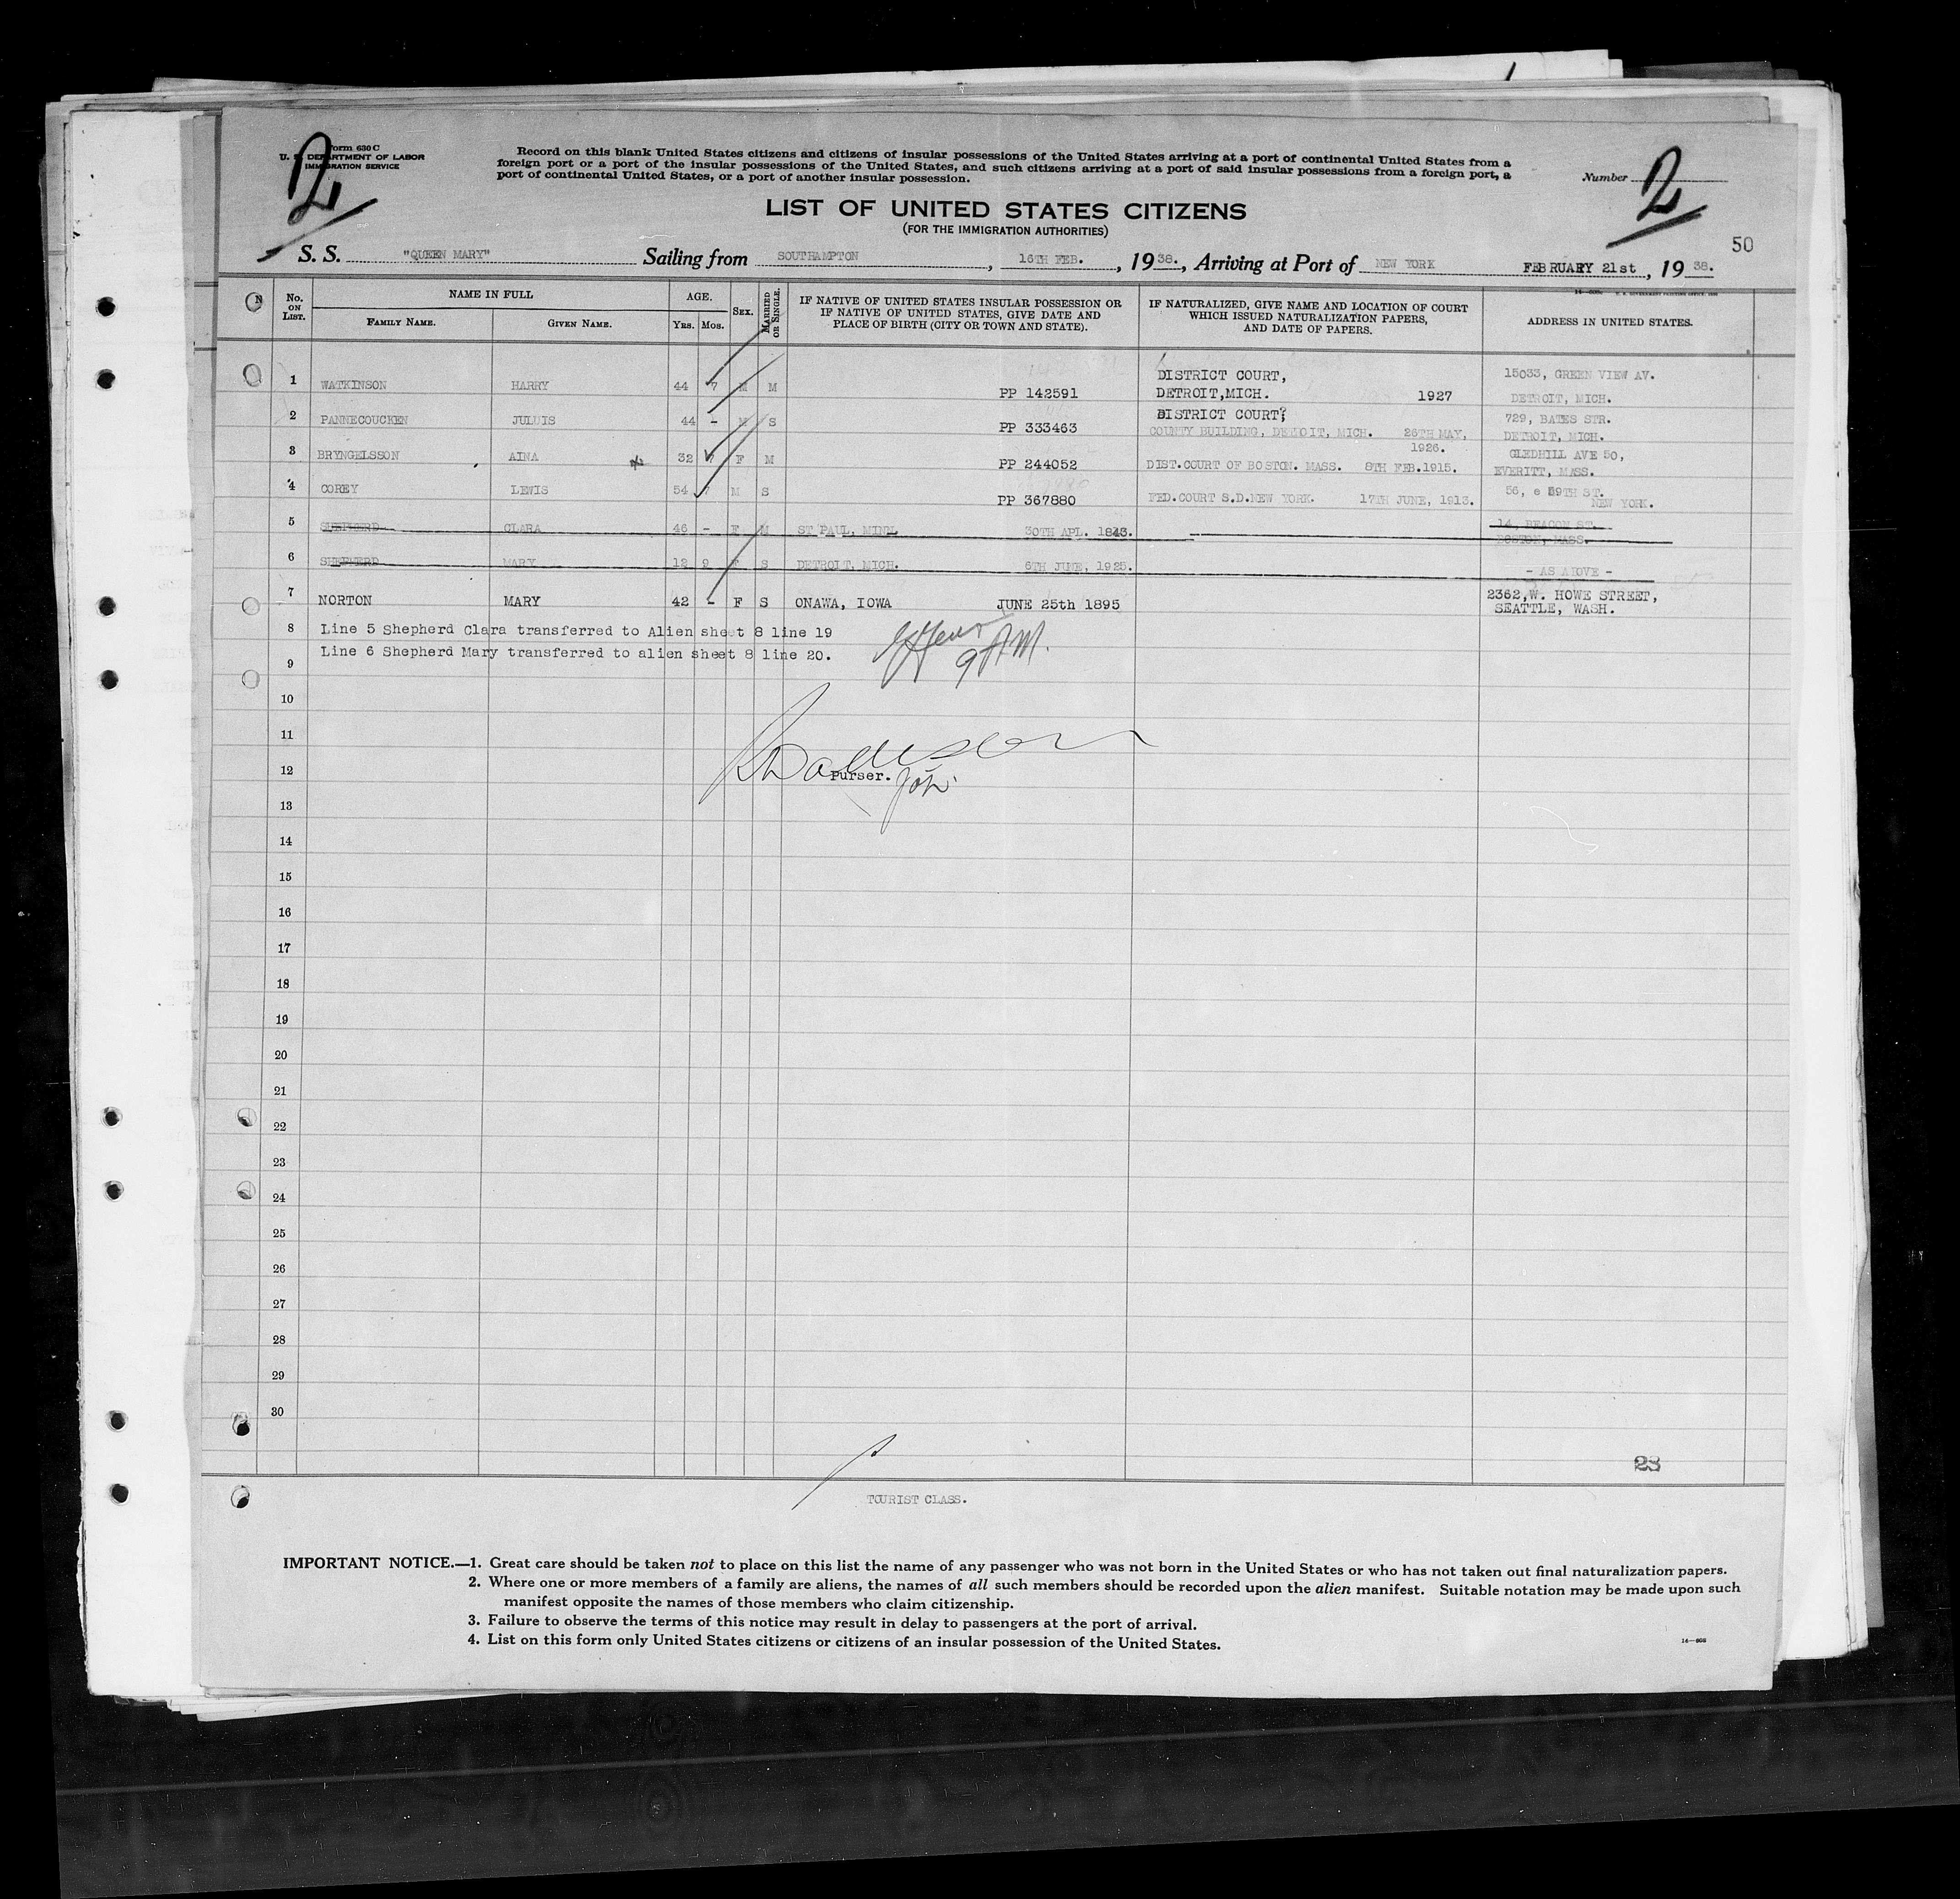 Form 630 C
U. S. DEPARTMENT OF LABOR
IMMIGRATION SERVICE
2
Record on this blank United States citizens and citizens of insular possessions of the United States arriving at a port of continental United States from a
foreign port or a port of the insular possessions of the United States, and such citizens arriving at a port of said insular possessions from a foreign port, a
port of continental United States, or a port of another insular possession.
Number 2
LIST OF UNITED STATES CITIZENS
(FOR THE IMMIGRATION AUTHORITIES)
50
S. S. "QUEEN MARY" Sailing from SOUTHAMPTON, 16TH FEB., 1938., Arriving at Port of NEW YORK FEBRUARY 21st, 1938.
No. ON LIST. NAME IN FULL FAMILY NAME. GIVEN NAME. AGE. YRS. MOS. SEX. MARRIED OR SINGLE. IF NATIVE OF UNITED STATES INSULAR POSSESSION OR IF NATIVE OF UNITED STATES, GIVE DATE AND PLACE OF BIRTH (CITY OR TOWN AND STATE). IF NATURALIZED, GIVE NAME AND LOCATION OF COURT WHICH ISSUED NATURALIZATION PAPERS, AND DATE OF PAPERS. ADDRESS IN UNITED STATES.
1 WATKINSON HARRY 44 7 M M PP 142591 DISTRICT COURT, DETROIT,MICH. 1927 15033, GREEN VIEW AV. DETROIT, MICH.
2 PANNECOUCKEN JULUIS 44 - M S PP 333463 DISTRICT COURT, COUNTY BUILDING, DETROIT, MICH. 26TH MAY, 1926. 729, BATES STR. DETROIT, MICH.
3 BRYNGELSSON AINA 32 7 F M PP 244052 DIST.COURT OF BOSTON. MASS. 8TH FEB.1915. GLEDHILL AVE 50, EVERITT, MASS.
4 COREY LEWIS 54 7 M S PP 367880 FED.COURT S.D.NEW YORK. 17TH JUNE, 1913. 56, e 59TH ST. NEW YORK.
5 SHEPHERD CLARA 46 - F M ST PAUL, MINN. 30TH APL. 1843. 14, BEACON ST. BOSTON, MASS.
6 SHEPHERD MARY 12 9 F S DETROIT, MICH. 6TH JUNE, 1925. - AS ABOVE -
7 NORTON MARY 42 - F S ONAWA, IOWA JUNE 25th 1895 2362,W. HOWE STREET, SEATTLE, WASH.
8 Line 5 Shepherd Clara transferred to Alien sheet 8 line 19
9 Line 6 Shepherd Mary transferred to alien sheet 8 line 20.
9 AM.
10
11
12
Purser.
13
14
15
16
17
18
19
20
21
22
23
24
25
26
27
28
29
30
28
TOURIST CLASS.
IMPORTANT NOTICE.—1. Great care should be taken not to place on this list the name of any passenger who was not born in the United States or who has not taken out final naturalization papers.
2. Where one or more members of a family are aliens, the names of all such members should be recorded upon the alien manifest. Suitable notation may be made upon such
manifest opposite the names of those members who claim citizenship.
3. Failure to observe the terms of this notice may result in delay to passengers at the port of arrival.
4. List on this form only United States citizens or citizens of an insular possession of the United States.